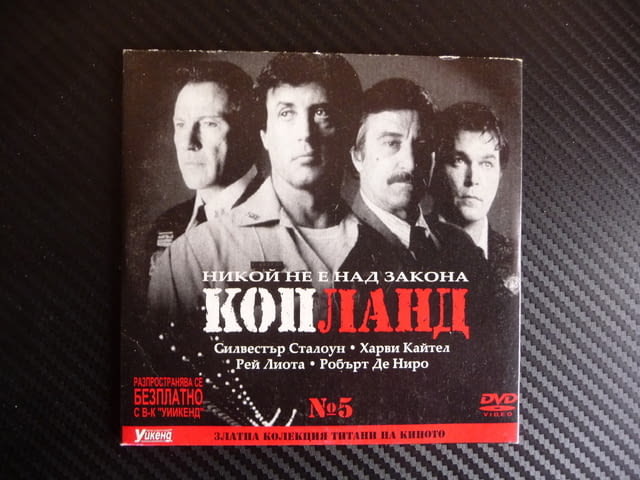 НИКОЙ НЕ Е НАД ЗАКОНА
КОПЛАНД
Силвестър Сталоун • Харви Кайтел
Рей Лиота • Робърт Де Ниро
РАЗПРОСТРАНЯВА СЕ
БЕЗПЛАТНО
С В-К "УИИКЕНД"
№5
DVD
VIDEO
Уикенд
ЗЛАТНА КОЛЕКЦИЯ ТИТАНИ НА КИНОТО